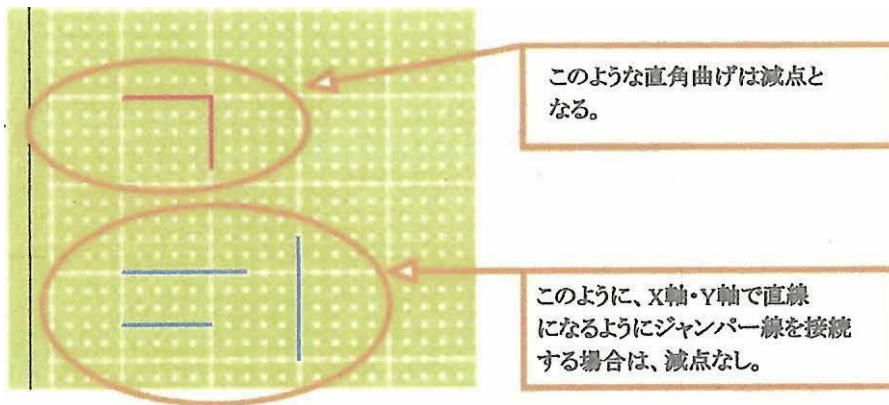 このような直角曲げは減点と
なる。
このように、X軸・Y軸で直線
になるようにジャンパー線を接続
する場合は、減点なし。